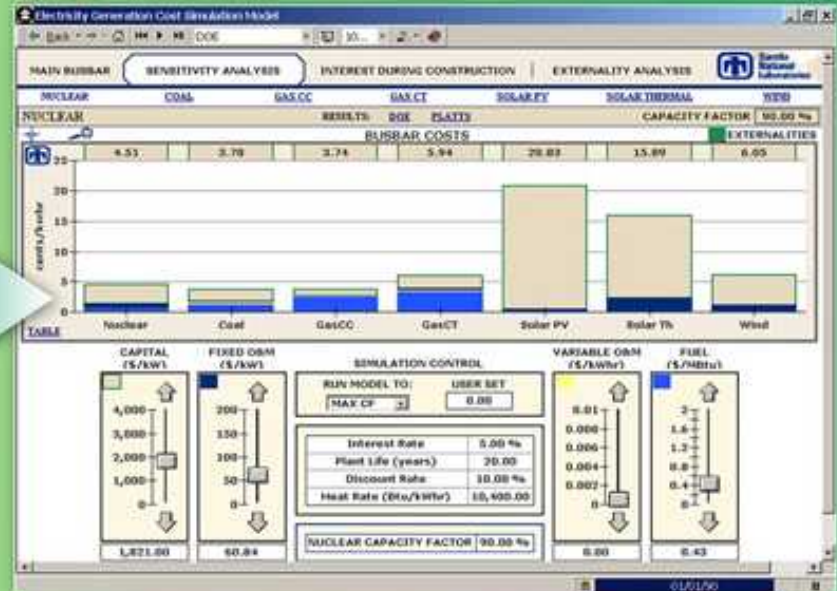 Electricity Generation Cost Simulation Model
Back DOE 10...
MAIN BUSBAR SENSITIVITY ANALYSIS INTEREST DURING CONSTRUCTION EXTERNALITY ANALYSIS Sandia National Laboratories
NUCLEAR COAL GAS CC GAS CT SOLAR PV SOLAR THERMAL WIND
NUCLEAR RESULTS: DOE PLATTS CAPACITY FACTOR 90.00 %
BUSBAR COSTS EXTERNALITIES
4.51 3.78 3.74 5.94 20.83 15.89 6.05
cents/kwhr
25
20
15
10
5
0
Nuclear Coal GasCC GasCT Solar PV Solar Th Wind
TABLE
CAPITAL ($/kW)
4,000
3,000
2,000
1,000
0
1,821.00
FIXED O&M ($/kW)
200
150
100
50
0
60.84
SIMULATION CONTROL
RUN MODEL TO: USER SET
MAX CF 0.00
Interest Rate 5.00 %
Plant Life (years) 20.00
Discount Rate 10.00 %
Heat Rate (Btu/kWhr) 10,400.00
NUCLEAR CAPACITY FACTOR 90.00 %
VARIABLE O&M ($/kWhr)
0.01
0.008
0.006
0.004
0.002
0
0.00
FUEL ($/MBtu)
2
1.6
1.2
0.8
0.4
0
0.43
01/01/90